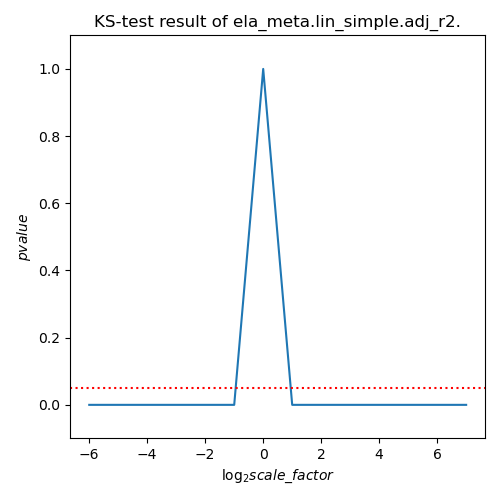 KS-test result of ela_meta.lin_simple.adj_r2.
1.0
0.8
0.6
0.4
0.2
0.0
pvalue
−6 −4 −2 0 2 4 6
log₂scale_factor